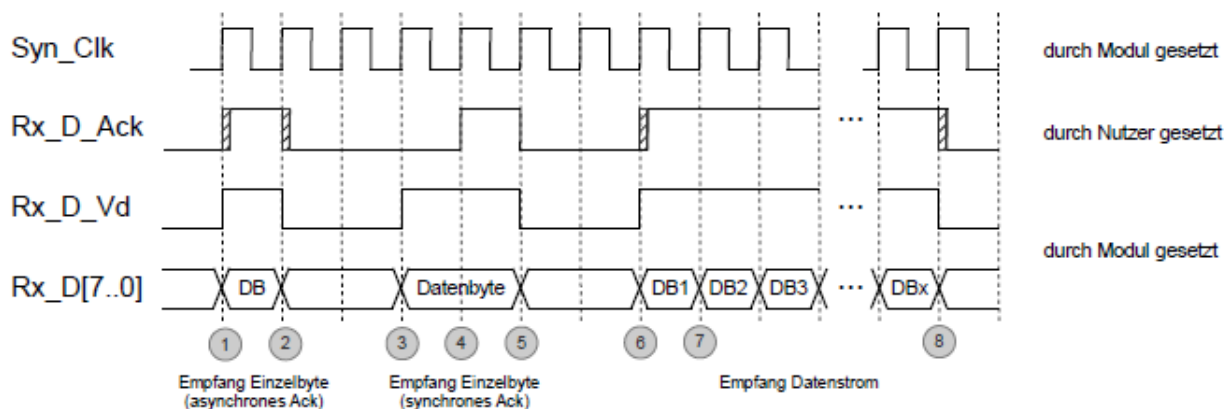 Syn_Clk
durch Modul gesetzt
Rx_D_Ack
...
durch Nutzer gesetzt
Rx_D_Vd
...
durch Modul gesetzt
Rx_D[7..0]
DB
Datenbyte
DB1
DB2
DB3
...
DBx
1
2
3
4
5
6
7
8
Empfang Einzelbyte
(asynchrones Ack)
Empfang Einzelbyte
(synchrones Ack)
Empfang Datenstrom